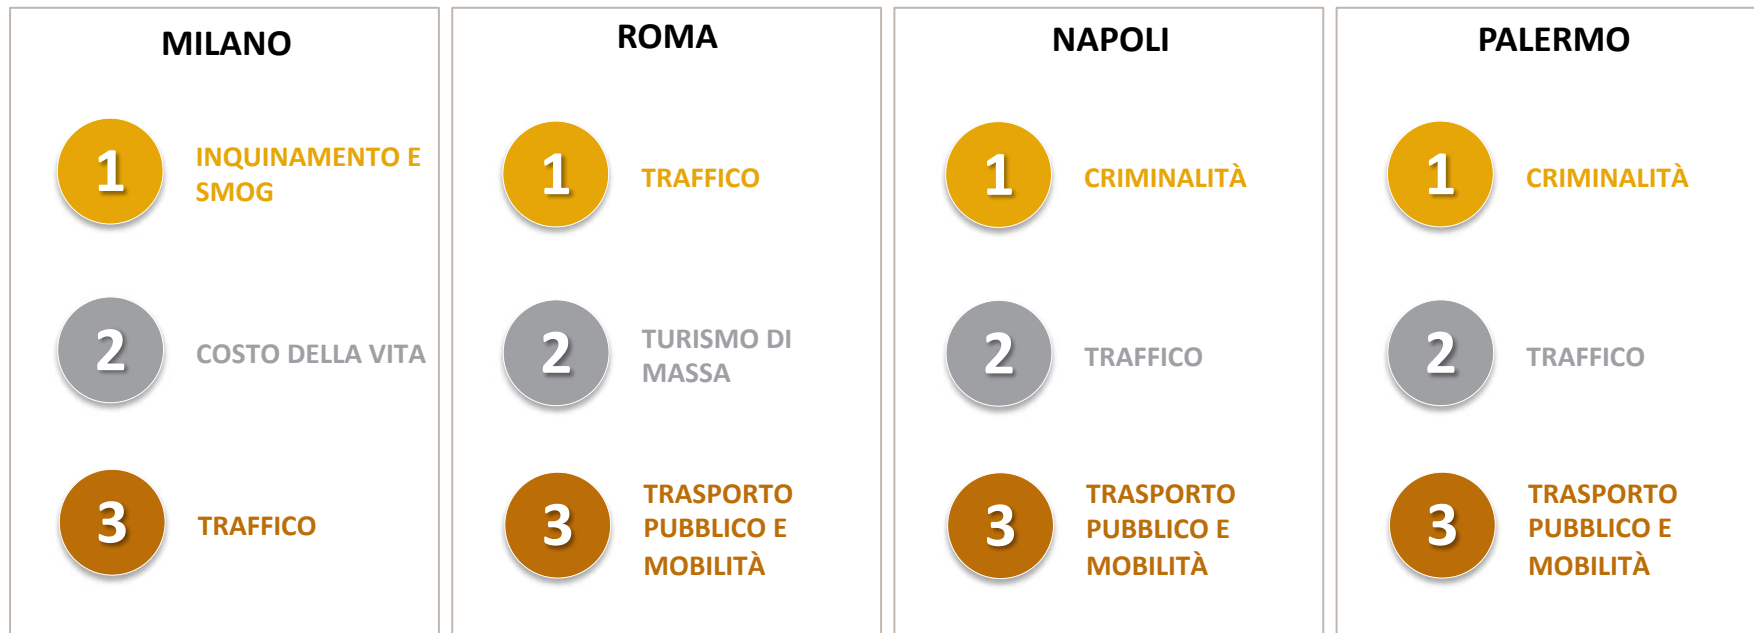 MILANO
1
INQUINAMENTO E
SMOG
2
COSTO DELLA VITA
3
TRAFFICO
ROMA
1
TRAFFICO
2
TURISMO DI
MASSA
3
TRASPORTO
PUBBLICO E
MOBILITÀ
NAPOLI
1
CRIMINALITÀ
2
TRAFFICO
3
TRASPORTO
PUBBLICO E
MOBILITÀ
PALERMO
1
CRIMINALITÀ
2
TRAFFICO
3
TRASPORTO
PUBBLICO E
MOBILITÀ